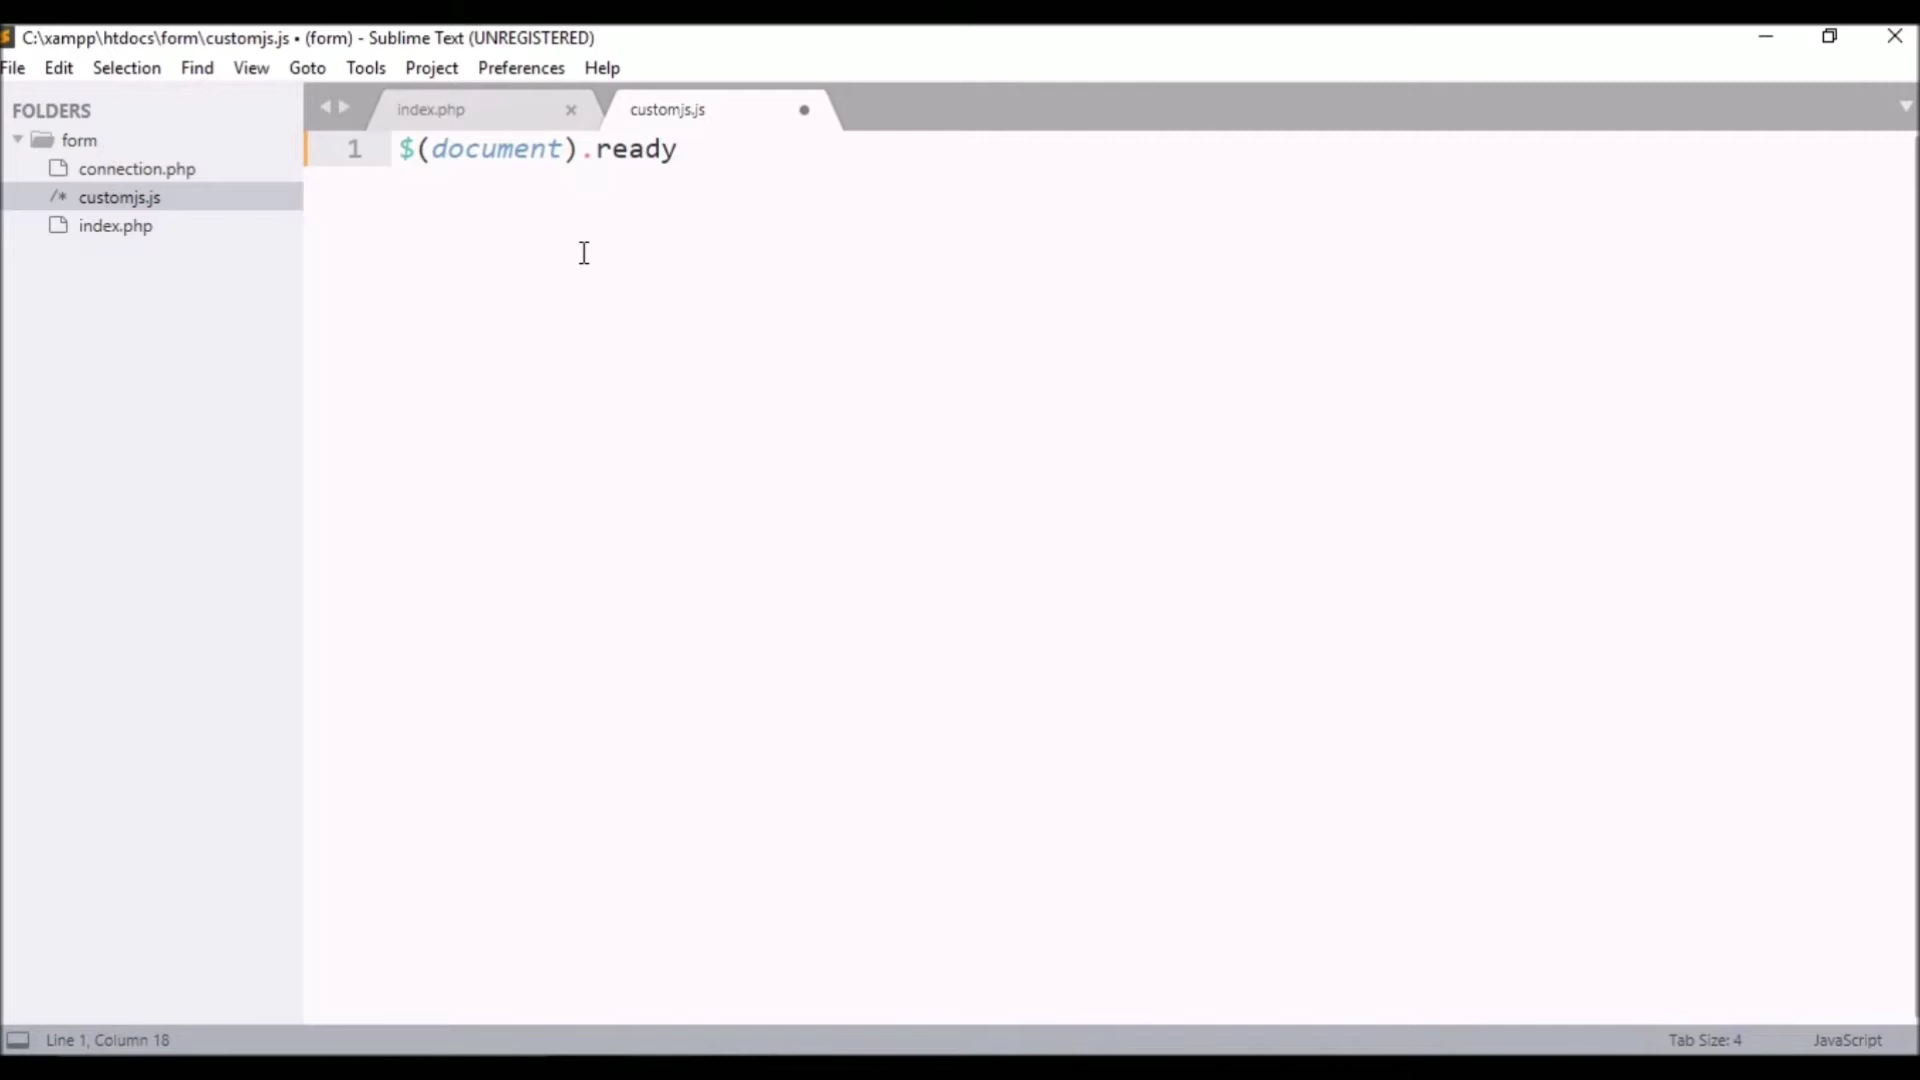 C:\xampp\htdocs\form\customjs.js • (form) - Sublime Text (UNREGISTERED)
File Edit Selection Find View Goto Tools Project Preferences Help
FOLDERS
form
connection.php
/* customjs.js
index.php
index.php
customjs.js
1 $(document).ready
Line 1, Column 18
Tab Size: 4
JavaScript